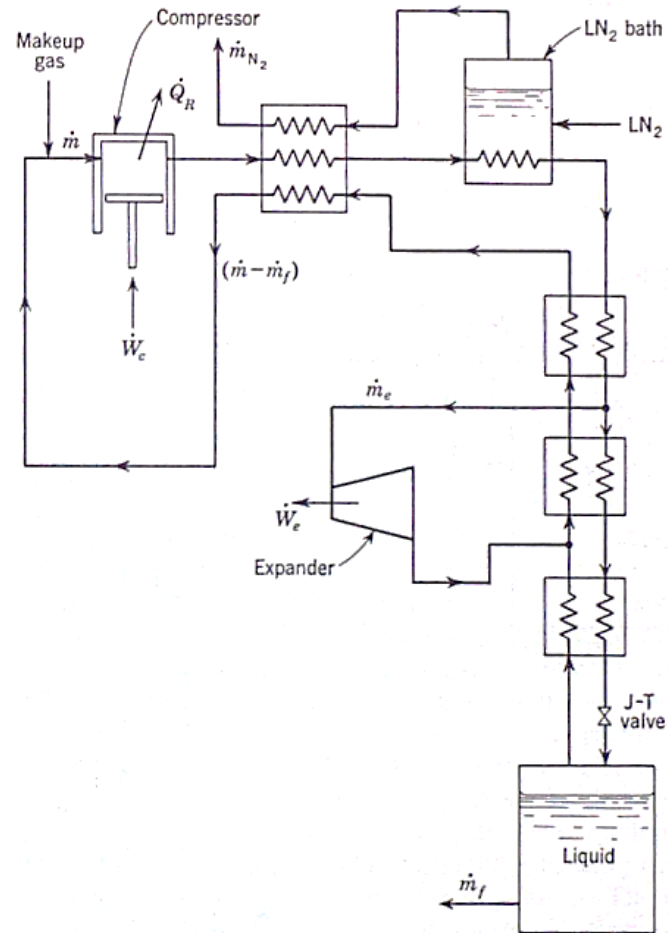 Compressor
Makeup
gas
ṁ
Q̇_R
ṁ_N₂
LN₂ bath
LN₂
(ṁ−ṁ_f)
Ẇ_c
ṁ_e
Ẇ_e
Expander
J-T
valve
Liquid
ṁ_f